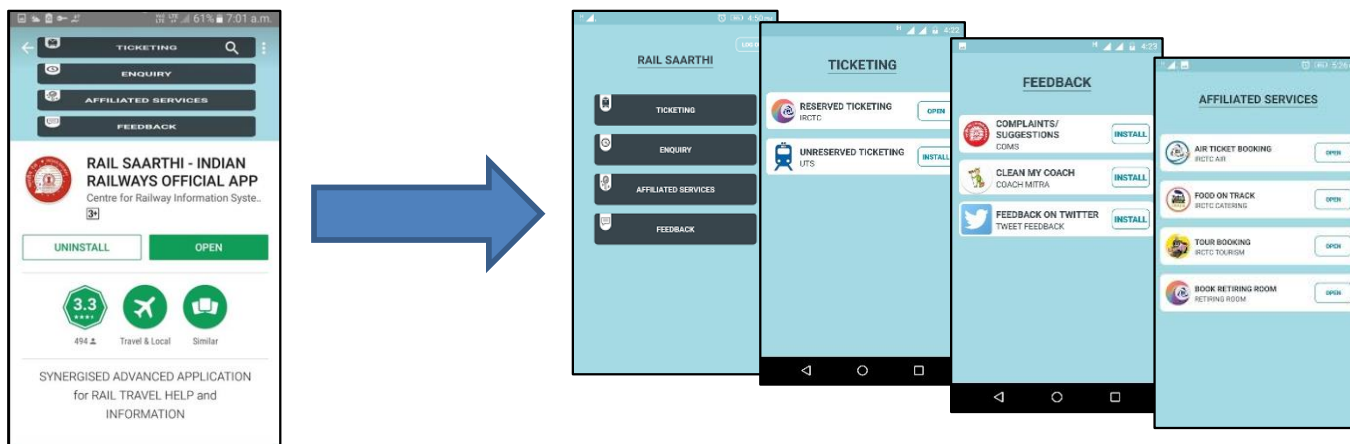 61% 7:01 a.m.
TICKETING
ENQUIRY
AFFILIATED SERVICES
FEEDBACK
RAIL SAARTHI - INDIAN
RAILWAYS OFFICIAL APP
Centre for Railway Information Syste..
3+
UNINSTALL
OPEN
3.3
494
Travel & Local
Similar
SYNERGISED ADVANCED APPLICATION
for RAIL TRAVEL HELP and
INFORMATION
RAIL SAARTHI
TICKETING
ENQUIRY
AFFILIATED SERVICES
FEEDBACK
4:22
TICKETING
RESERVED TICKETING
IRCTC
OPEN
UNRESERVED TICKETING
UTS
INSTALL
4:23
FEEDBACK
COMPLAINTS/
SUGGESTIONS
COMS
INSTALL
CLEAN MY COACH
COACH MITRA
INSTALL
FEEDBACK ON TWITTER
TWEET FEEDBACK
INSTALL
AFFILIATED SERVICES
AIR TICKET BOOKING
IRCTC AIR
OPEN
FOOD ON TRACK
IRCTC CATERING
OPEN
TOUR BOOKING
IRCTC TOURISM
OPEN
BOOK RETIRING ROOM
RETIRING ROOM
OPEN